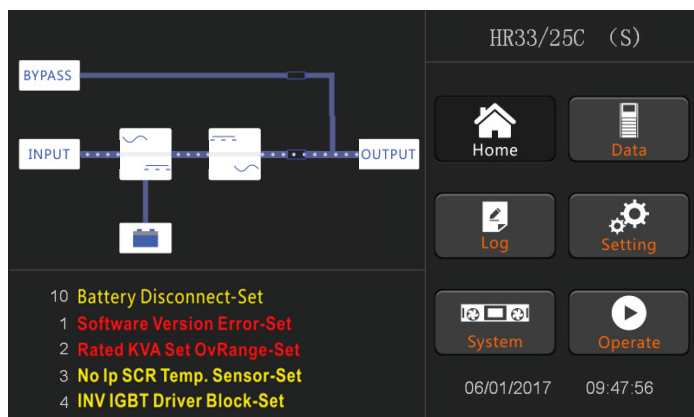 HR33/25C （S）
BYPASS
INPUT
OUTPUT
Home
Data
Log
Setting
System
Operate
10 Battery Disconnect-Set
1 Software Version Error-Set
2 Rated KVA Set OvRange-Set
3 No Ip SCR Temp. Sensor-Set
4 INV IGBT Driver Block-Set
06/01/2017 09:47:56